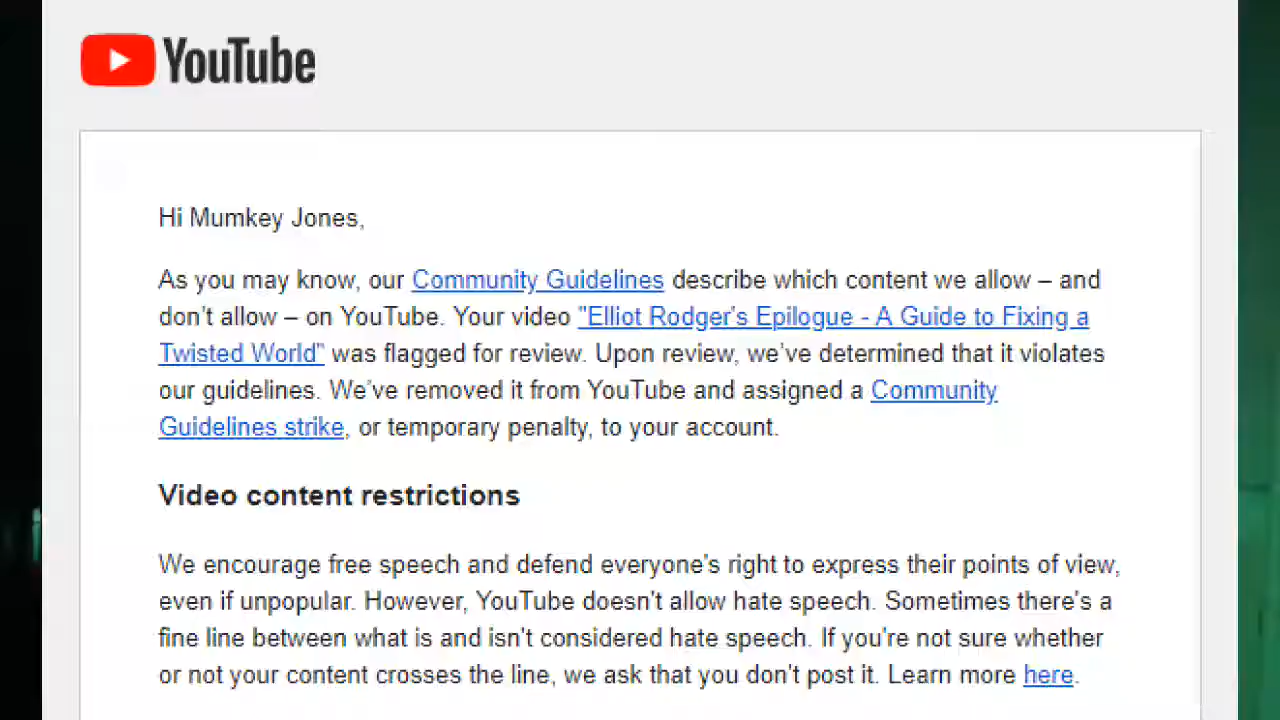 YouTube
Hi Mumkey Jones,
As you may know, our Community Guidelines describe which content we allow – and
don't allow – on YouTube. Your video "Elliot Rodger's Epilogue - A Guide to Fixing a
Twisted World" was flagged for review. Upon review, we've determined that it violates
our guidelines. We've removed it from YouTube and assigned a Community
Guidelines strike, or temporary penalty, to your account.
Video content restrictions
We encourage free speech and defend everyone's right to express their points of view,
even if unpopular. However, YouTube doesn't allow hate speech. Sometimes there's a
fine line between what is and isn't considered hate speech. If you're not sure whether
or not your content crosses the line, we ask that you don't post it. Learn more here.